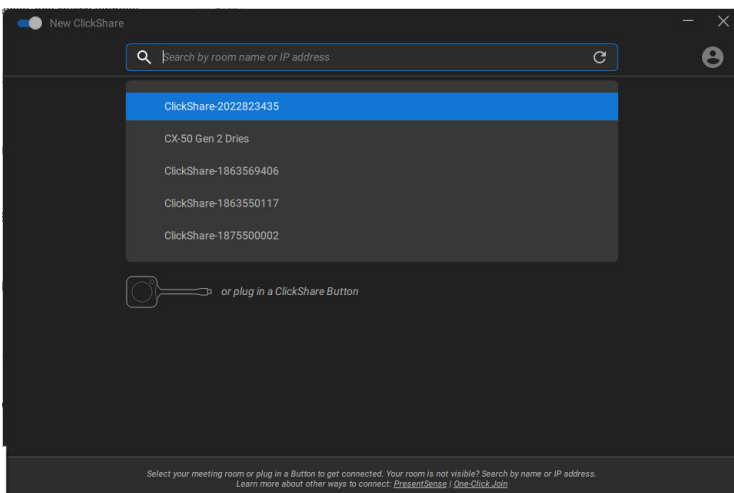 New ClickShare
Search by room name or IP address
ClickShare-2022823435
CX-50 Gen 2 Dries
ClickShare-1863569406
ClickShare-1863550117
ClickShare-1875500002
or plug in a ClickShare Button
Select your meeting room or plug in a Button to get connected. Your room is not visible? Search by name or IP address.
Learn more about other ways to connect: PresentSense | One-Click Join